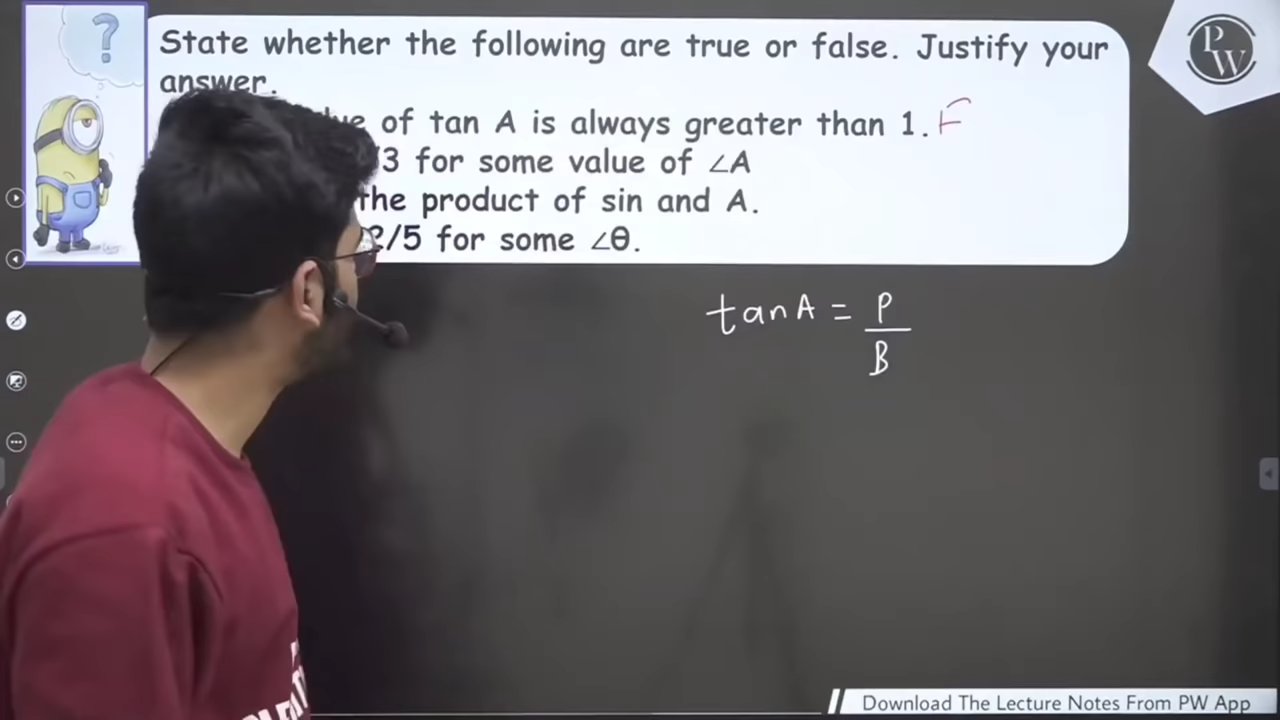 ?
State whether the following are true or false. Justify your
answer.
of tan A is always greater than 1. F
/3 for some value of ∠A
the product of sin and A.
2/5 for some ∠θ.
tan A = P
B
PW
Download The Lecture Notes From PW App